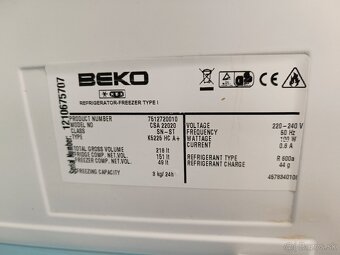 BEKO
REFRIGERATOR-FREEZER TYPE I
Serial Number: 1210675707
PRODUCT NUMBER 7512720010
MODEL NO CSA 22020
CLASS SN - ST
TYPE K5225 HC A+
TOTAL GROSS VOLUME 218 lt
FRIDGE COMP. NET.VOL. 151 lt
FREEZER COMP. NET VOL. 49 lt
FREEZING CAPACITY 3 kg/24h
VOLTAGE 220-240 V
FREQUENCY 50 Hz
WATTAGE 100 W
CURRENT 0.6 A
REFRIGERANT TYPE R 600a
REFRIGERANT 44 g